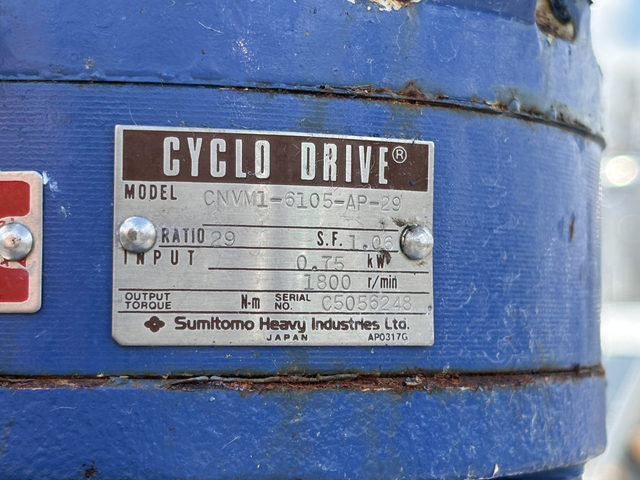 CYCLO DRIVE®
MODEL CNVM1-6105-AP-29
RATIO 29 S.F. 1.06
INPUT 0.75 kW
1800 r/min
OUTPUT TORQUE N-m SERIAL NO. C5056248
Sumitomo Heavy Industries Ltd.
JAPAN AP0317G